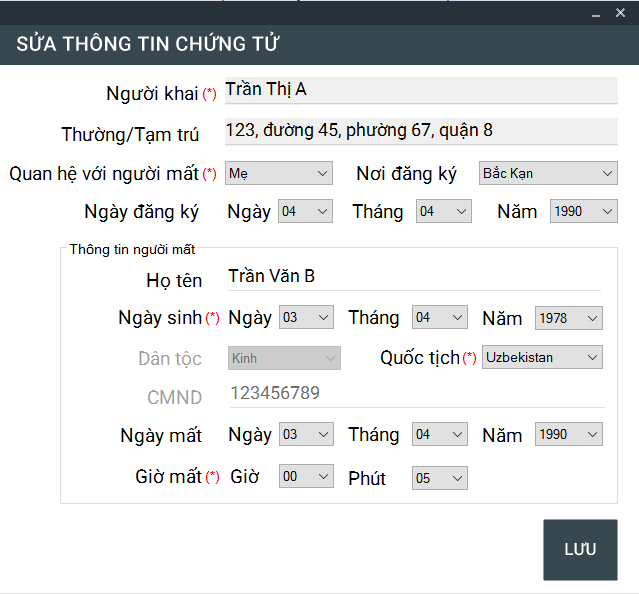 SỬA THÔNG TIN CHỨNG TỬ
Người khai (*) Trần Thị A
Thường/Tạm trú 123, đường 45, phường 67, quận 8
Quan hệ với người mất (*) Mẹ Nơi đăng ký Bắc Kạn
Ngày đăng ký Ngày 04 Tháng 04 Năm 1990
Thông tin người mất
Họ tên Trần Văn B
Ngày sinh (*) Ngày 03 Tháng 04 Năm 1978
Dân tộc Kinh Quốc tịch (*) Uzbekistan
CMND 123456789
Ngày mất Ngày 03 Tháng 04 Năm 1990
Giờ mất (*) Giờ 00 Phút 05
LƯU